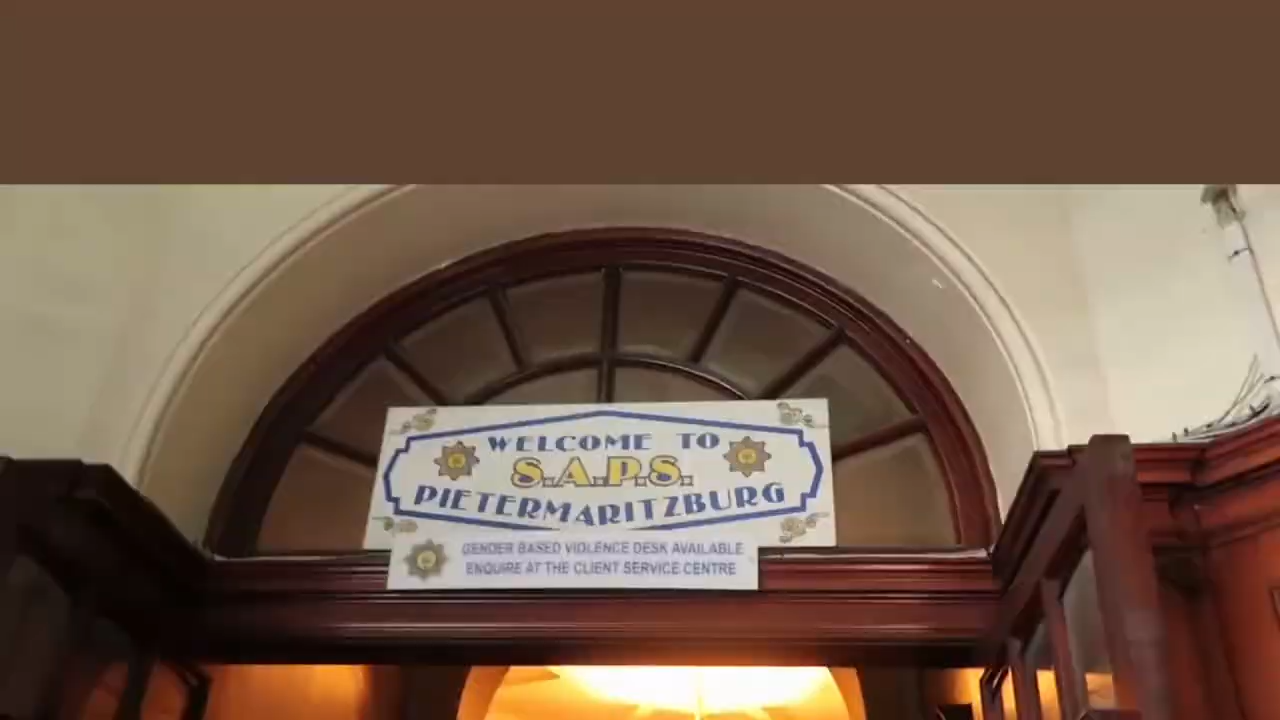 WELCOME TO
S.A.P.S.
PIETERMARITZBURG
GENDER BASED VIOLENCE DESK AVAILABLE
ENQUIRE AT THE CLIENT SERVICE CENTRE